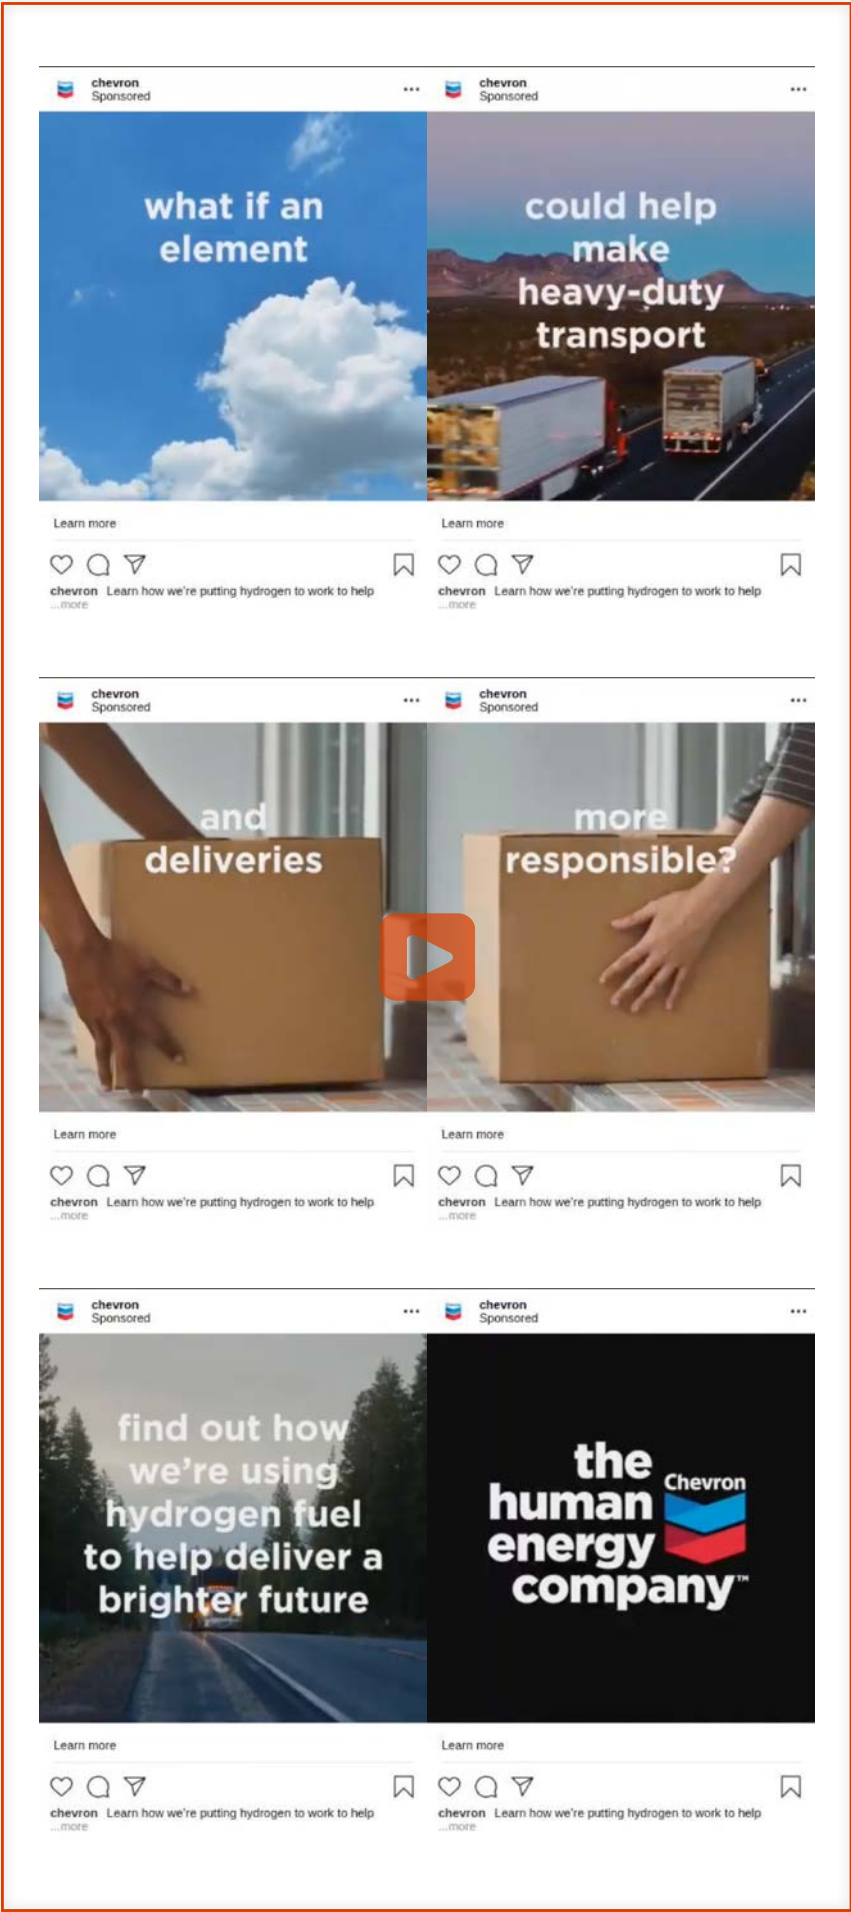 chevron
Sponsored
what if an
element
Learn more
chevron Learn how we're putting hydrogen to work to help
...more
chevron
Sponsored
could help
make
heavy-duty
transport
Learn more
chevron Learn how we're putting hydrogen to work to help
...more
chevron
Sponsored
and
deliveries
Learn more
chevron Learn how we're putting hydrogen to work to help
...more
chevron
Sponsored
more
responsible?
Learn more
chevron Learn how we're putting hydrogen to work to help
...more
chevron
Sponsored
find out how
we're using
hydrogen fuel
to help deliver a
brighter future
Learn more
chevron Learn how we're putting hydrogen to work to help
...more
chevron
Sponsored
the
human
energy
company™
Chevron
Learn more
chevron Learn how we're putting hydrogen to work to help
...more